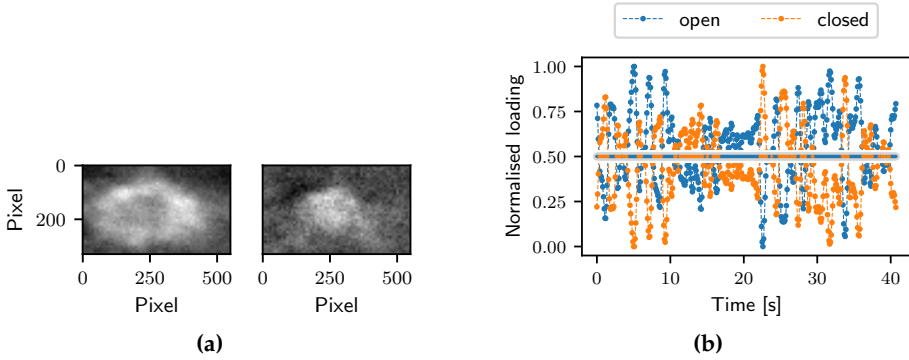 open closed
0
200
Pixel
0 250 500
Pixel
0 250 500
Pixel
(a)
1.00
0.75
0.50
0.25
0.00
Normalised loading
0 10 20 30 40
Time [s]
(b)